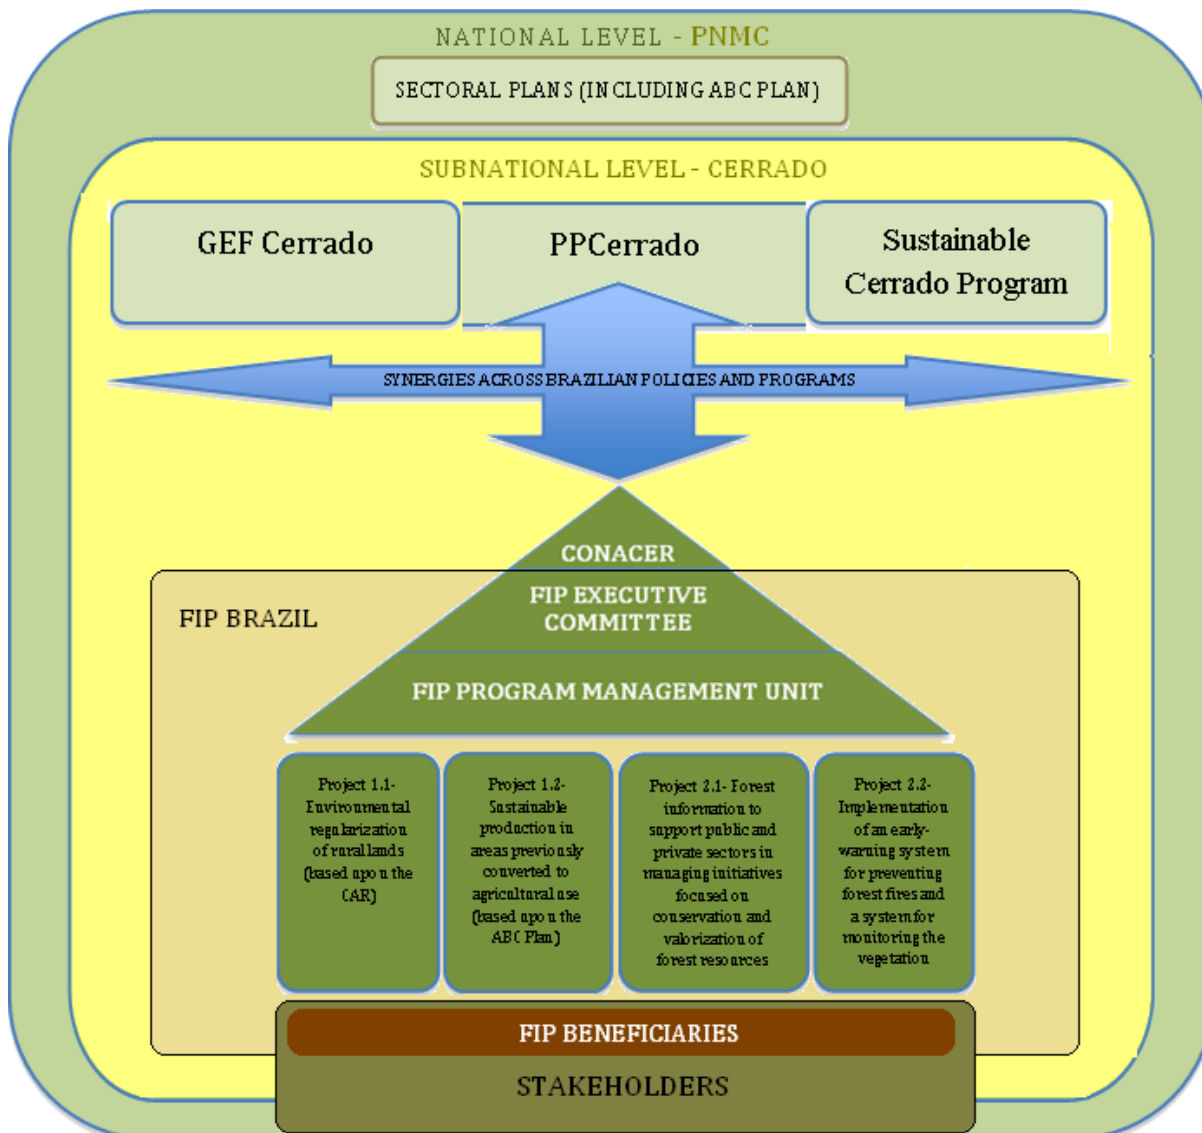 NATIONAL LEVEL - PNMC
SECTORAL PLANS (INCLUDING ABC PLAN)
SUBNATIONAL LEVEL - CERRADO
GEF Cerrado
PPCerrado
Sustainable
Cerrado Program
SYNERGIES ACROSS BRAZILIAN POLICIES AND PROGRAMS
CONACER
FIP EXECUTIVE
COMMITTEE
FIP BRAZIL
FIP PROGRAM MANAGEMENT UNIT
Project 1.1-
Environmental
regularization
of rural lands
(based upon the
CAR)
Project 1.2-
Sustainable
production in
areas previously
converted to
agricultural use
(based upon the
ABC Plan)
Project 2.1- Forest
information to
support public and
private sectors in
managing initiatives
focused on
conservation and
valorization of
forest resources
Project 2.2-
Implementation
of an early-
warning system
for preventing
forest fires and
a system for
monitoring the
vegetation
FIP BENEFICIARIES
STAKEHOLDERS